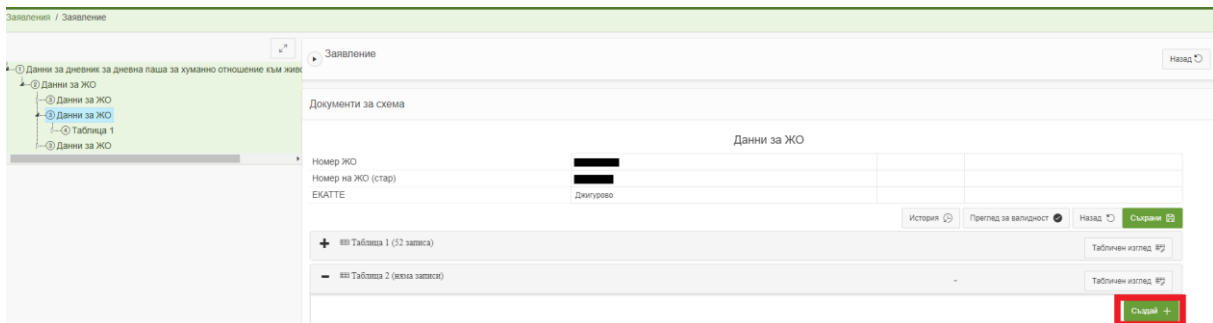 Заявления / Заявление
① Данни за дневник за дневна паша за хуманно отношение към живо
② Данни за ЖО
③ Данни за ЖО
③ Данни за ЖО
④ Таблица 1
③ Данни за ЖО
Заявление
Назад
Документи за схема
Данни за ЖО
Номер ЖО
Номер на ЖО (стар)
ЕКАТТЕ Джигурово
История Преглед за валидност Назад Съхрани
Таблица 1 (52 записа) Табличен изглед
Таблица 2 (няма записи) Табличен изглед
Създай +